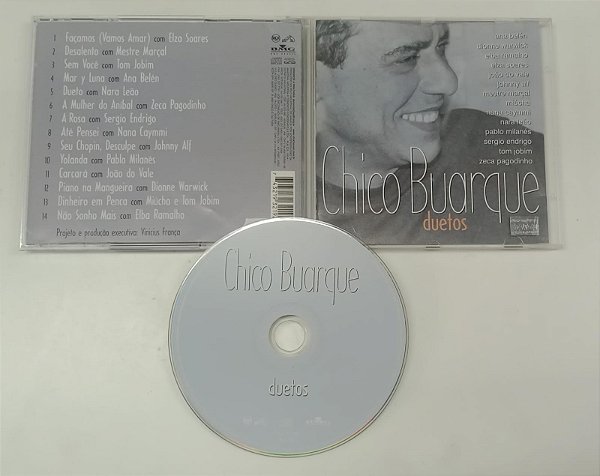 1 Façamos (Vamos Amar) com Elza Soares
2 Desalento com Mestre Marçal
3 Sem Você com Tom Jobim
4 Mar y Luna com Ana Belén
5 Dueto com Nara Leão
6 A Mulher do Aníbal com Zeca Pagodinho
7 A Rosa com Sergio Endrigo
8 Até Pensei com Nana Caymmi
9 Seu Chopin, Desculpe com Johnny Alf
10 Yolanda com Pablo Milanés
11 Carcará com João do Vale
12 Piano na Mangueira com Dionne Warwick
13 Dinheiro em Penca com Miúcha e Tom Jobim
14 Não Sonho Mais com Elba Ramalho
Projeto e produção executiva: Vinicius França
BMG
ana belén
dionne warwick
elba ramalho
elza soares
joão do vale
johnny alf
mestre marçal
miúcha
nana caymmi
nara leão
pablo milanés
sergio endrigo
tom jobim
zeca pagodinho
Chico Buarque
duetos
Chico Buarque
duetos